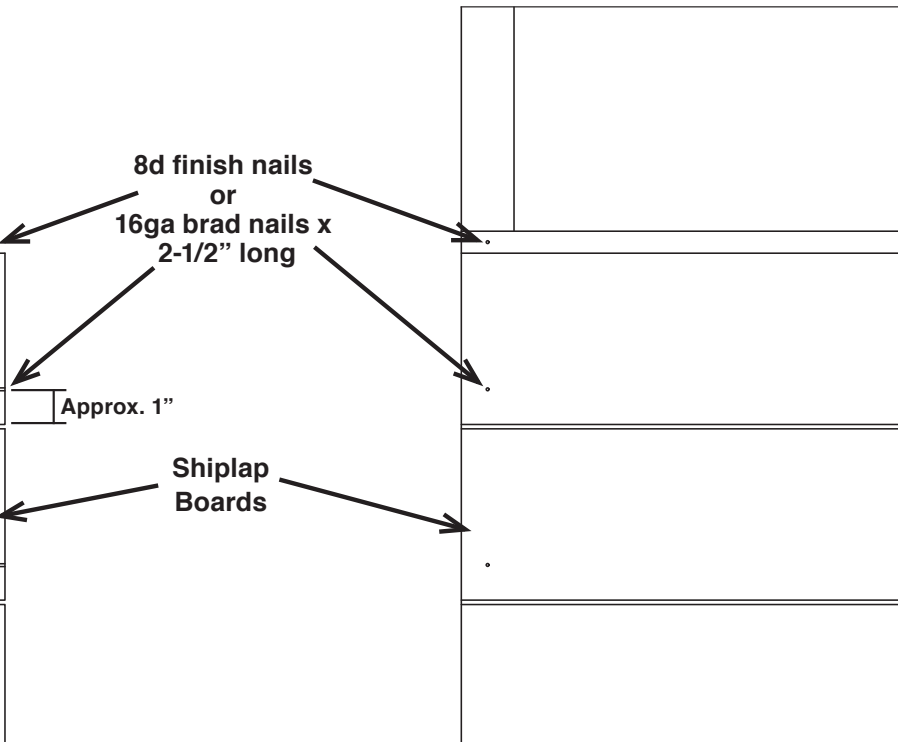 8d finish nails
or
16ga brad nails x
2-1/2” long
Approx. 1”
Shiplap
Boards